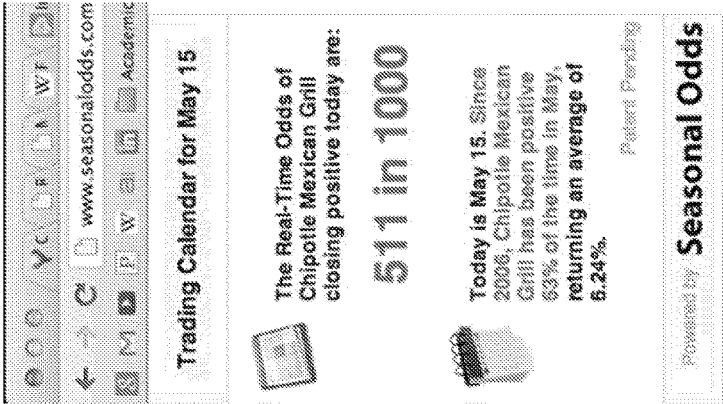 www.seasonalodds.com
P W a Academic
Trading Calendar for May 15
The Real-Time Odds of
Chipotle Mexican Grill
closing positive today are:
511 in 1000
Today is May 15. Since
2006, Chipotle Mexican
Grill has been positive
63% of the time in May,
returning an average of
6.24%.
Patent Pending
Powered by Seasonal Odds